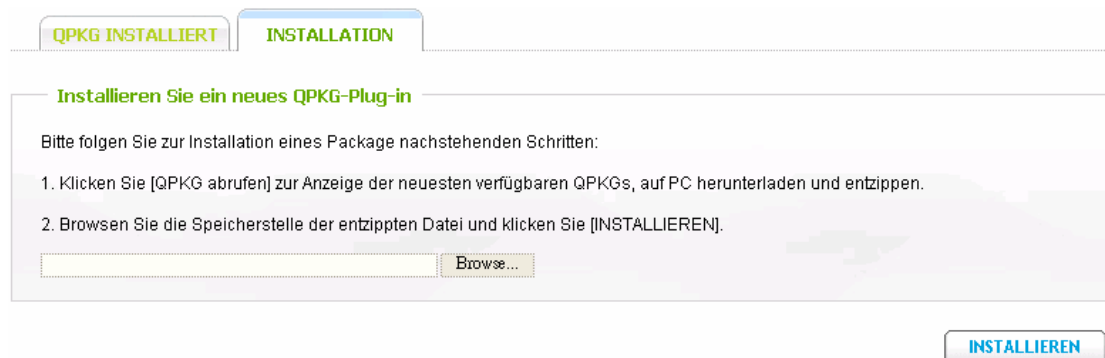 QPKG INSTALLIERT INSTALLATION
Installieren Sie ein neues QPKG-Plug-in
Bitte folgen Sie zur Installation eines Package nachstehenden Schritten:
1. Klicken Sie [QPKG abrufen] zur Anzeige der neuesten verfügbaren QPKGs, auf PC herunterladen und entzippen.
2. Browsen Sie die Speicherstelle der entzippten Datei und klicken Sie [INSTALLIEREN].
Browse...
INSTALLIEREN